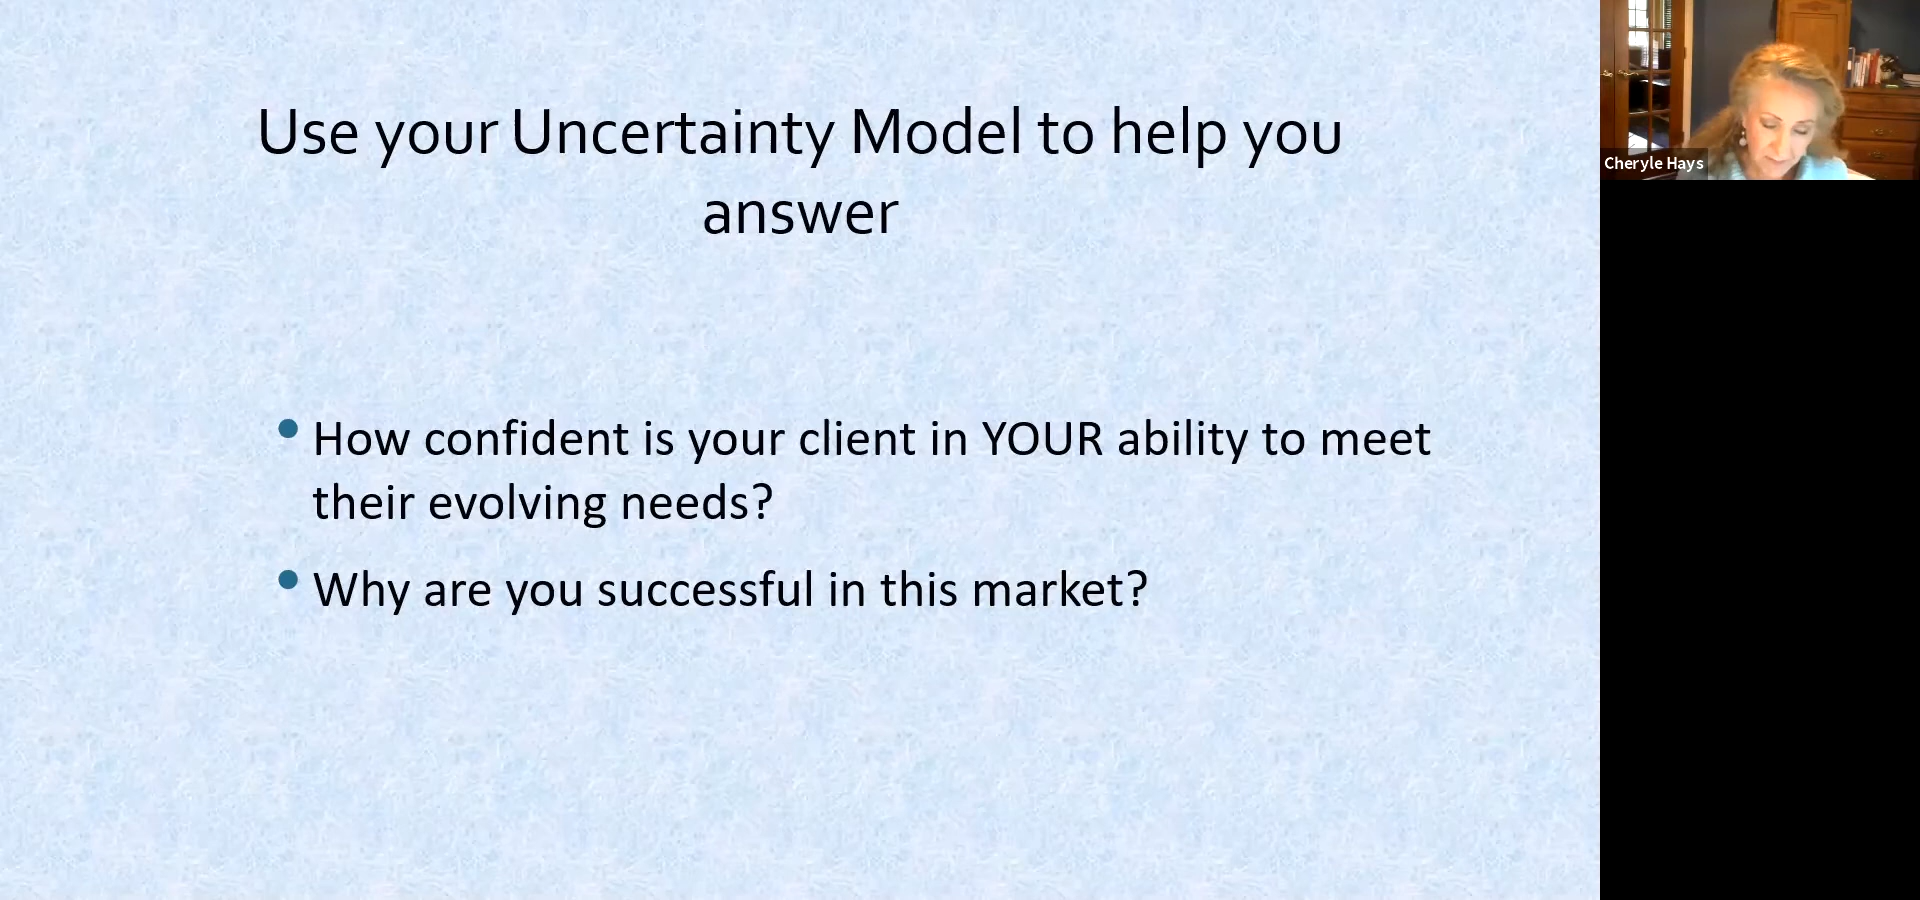 Use your Uncertainty Model to help you
answer
• How confident is your client in YOUR ability to meet
their evolving needs?
• Why are you successful in this market?
Cheryle Hays